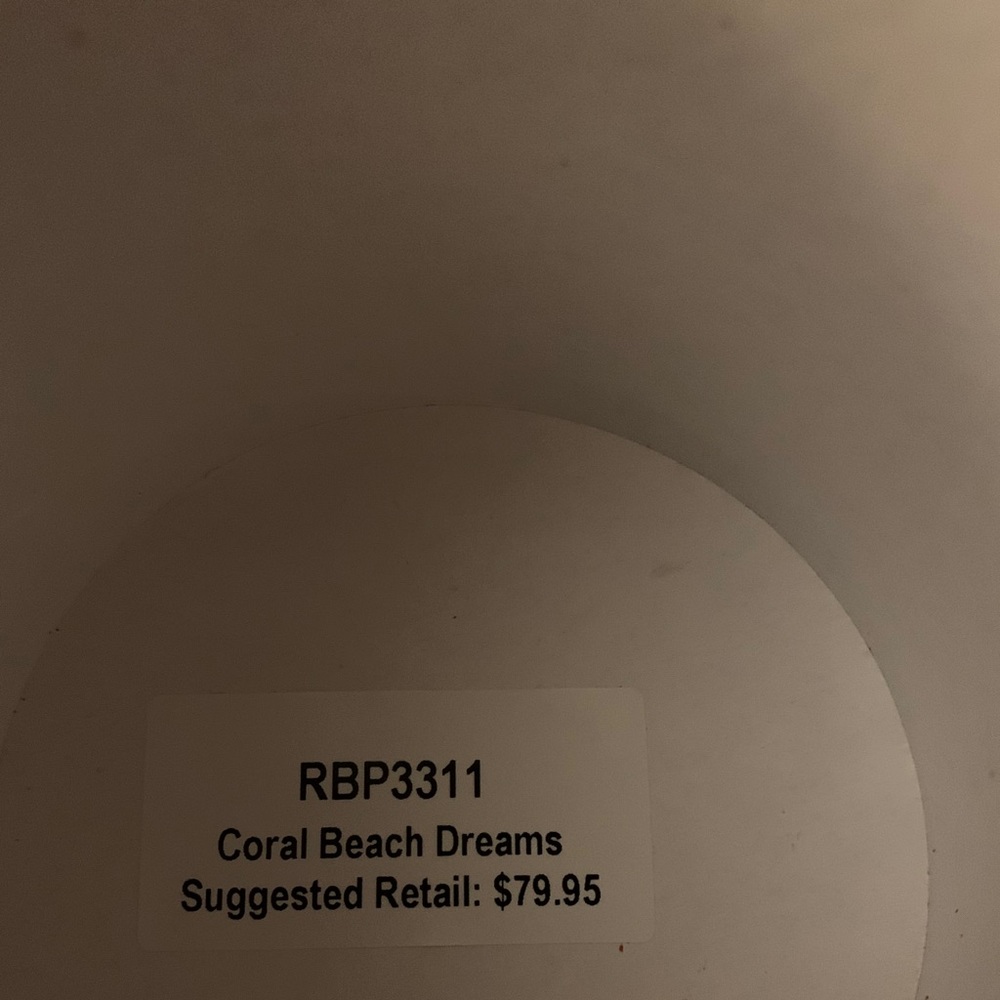 RBP3311
Coral Beach Dreams
Suggested Retail: $79.95